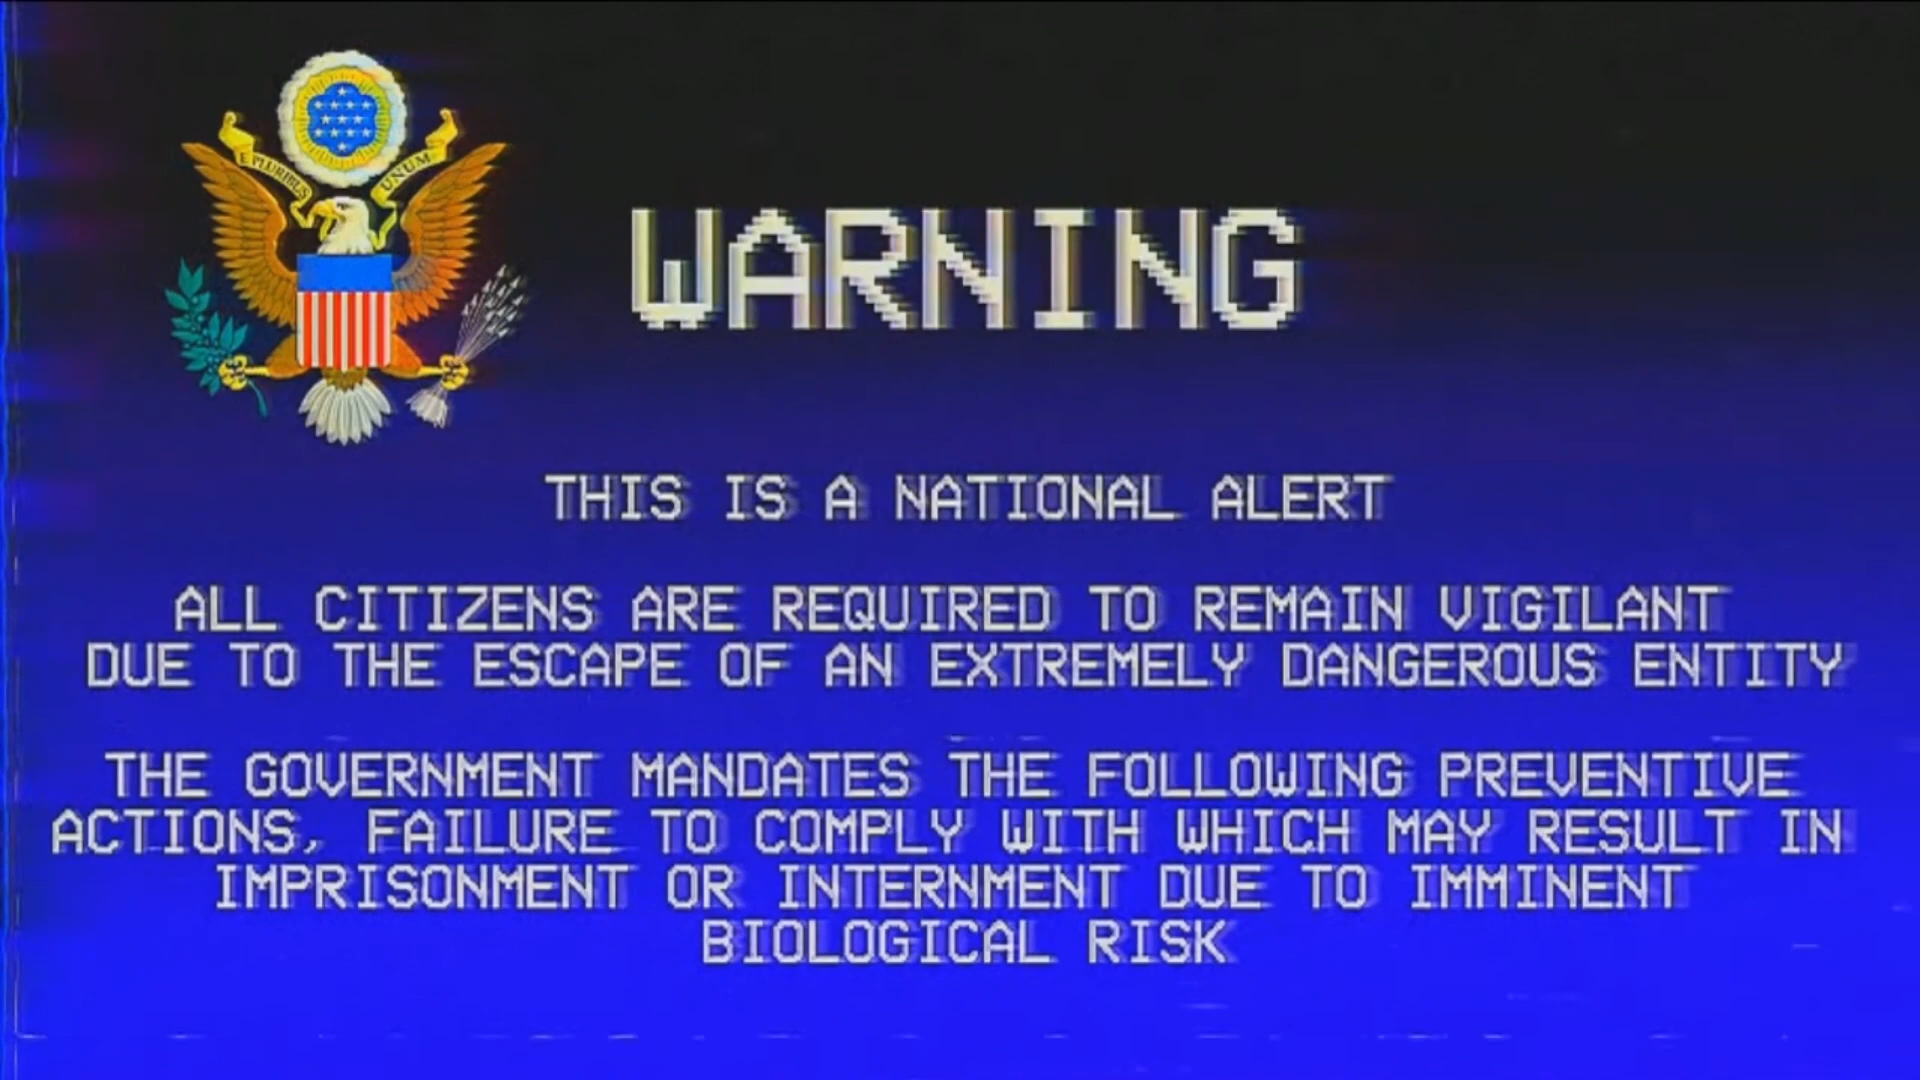 E PLURIBUS UNUM
WARNING
THIS IS A NATIONAL ALERT
ALL CITIZENS ARE REQUIRED TO REMAIN VIGILANT
DUE TO THE ESCAPE OF AN EXTREMELY DANGEROUS ENTITY
THE GOVERNMENT MANDATES THE FOLLOWING PREVENTIVE
ACTIONS, FAILURE TO COMPLY WITH WHICH MAY RESULT IN
IMPRISONMENT OR INTERNMENT DUE TO IMMINENT
BIOLOGICAL RISK